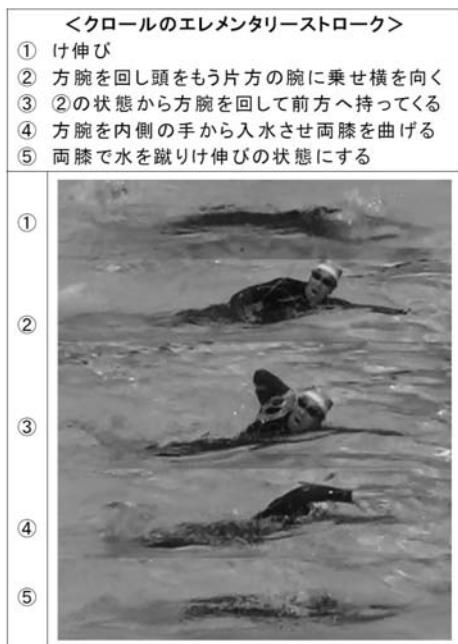 ＜クロールのエレメンタリーストローク＞
① け伸び
② 方腕を回し頭をもう片方の腕に乗せ横を向く
③ ②の状態から方腕を回して前方へ持ってくる
④ 方腕を内側の手から入水させ両膝を曲げる
⑤ 両膝で水を蹴りけ伸びの状態にする
①
②
③
④
⑤